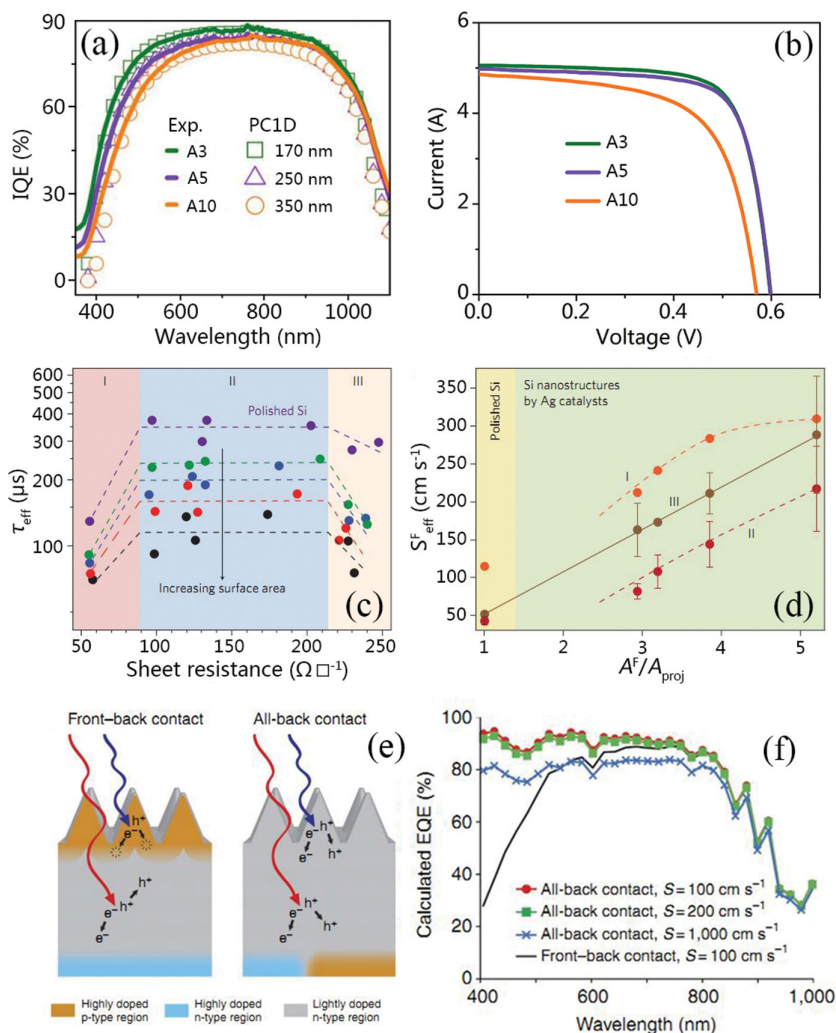 (a)
IQE (%)
90
60
30
0
Exp.
PC1D
A3
170 nm
A5
250 nm
A10
350 nm
400
600
800
1000
Wavelength (nm)
(b)
Current (A)
6
4
2
0
A3
A5
A10
0.0
0.2
0.4
0.6
Voltage (V)
(c)
τeff (μs)
600
500
400
300
200
100
I
II
III
Polished Si
Increasing surface area
50
100
150
200
250
Sheet resistance (Ω □⁻¹)
(d)
S^F_eff (cm s⁻¹)
350
300
250
200
150
100
50
Polished Si
Si nanostructures
by Ag catalysts
I
III
II
1
2
3
4
5
A^F/A_proj
(e)
Front–back contact
All-back contact
h⁺
e⁻
h⁺
e⁻
h⁺
e⁻
h⁺
e⁻
h⁺
e⁻
h⁺
e⁻
Highly doped
p-type region
Highly doped
n-type region
Lightly doped
n-type region
(f)
Calculated EQE (%)
100
80
60
40
20
0
All-back contact, S = 100 cm s⁻¹
All-back contact, S = 200 cm s⁻¹
All-back contact, S = 1,000 cm s⁻¹
Front–back contact, S = 100 cm s⁻¹
400
600
800
1,000
Wavelength (nm)